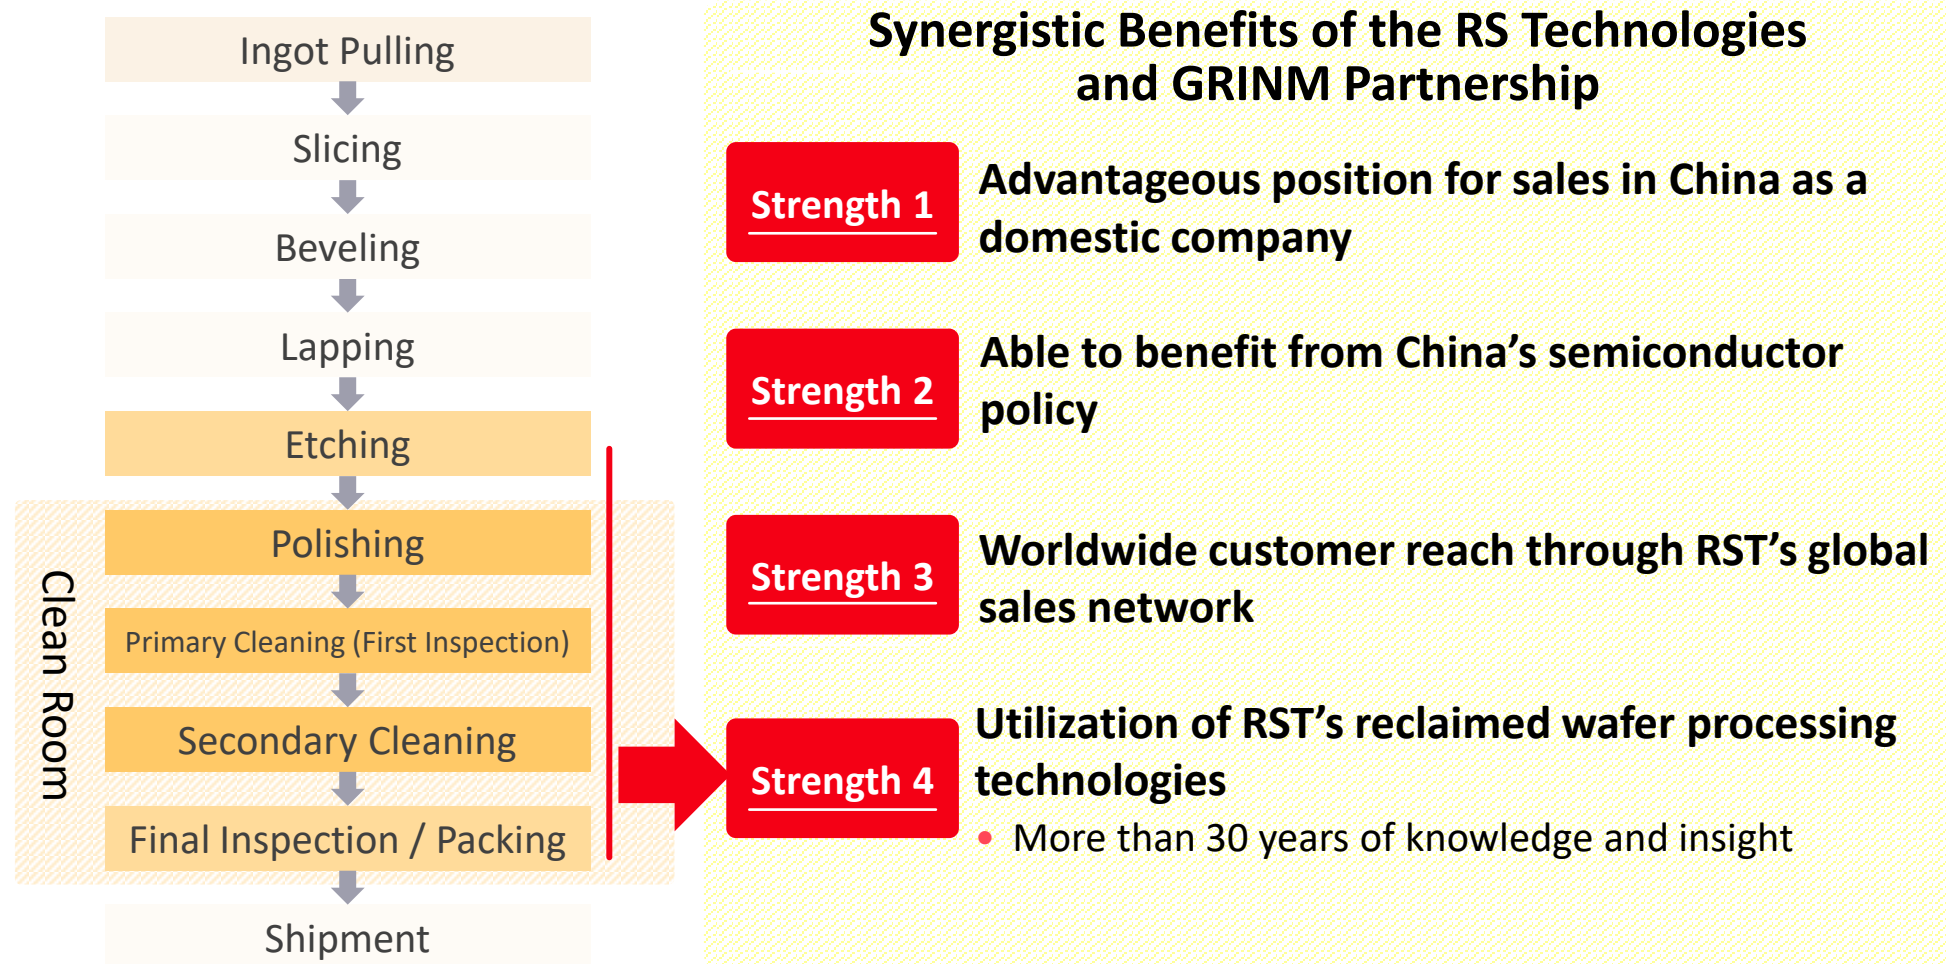 Ingot Pulling
Slicing
Beveling
Lapping
Etching
Clean Room
Polishing
Primary Cleaning (First Inspection)
Secondary Cleaning
Final Inspection / Packing
Shipment
Synergistic Benefits of the RS Technologies
and GRINM Partnership
Strength 1
Advantageous position for sales in China as a
domestic company
Strength 2
Able to benefit from China’s semiconductor
policy
Strength 3
Worldwide customer reach through RST’s global
sales network
Strength 4
Utilization of RST’s reclaimed wafer processing
technologies
• More than 30 years of knowledge and insight